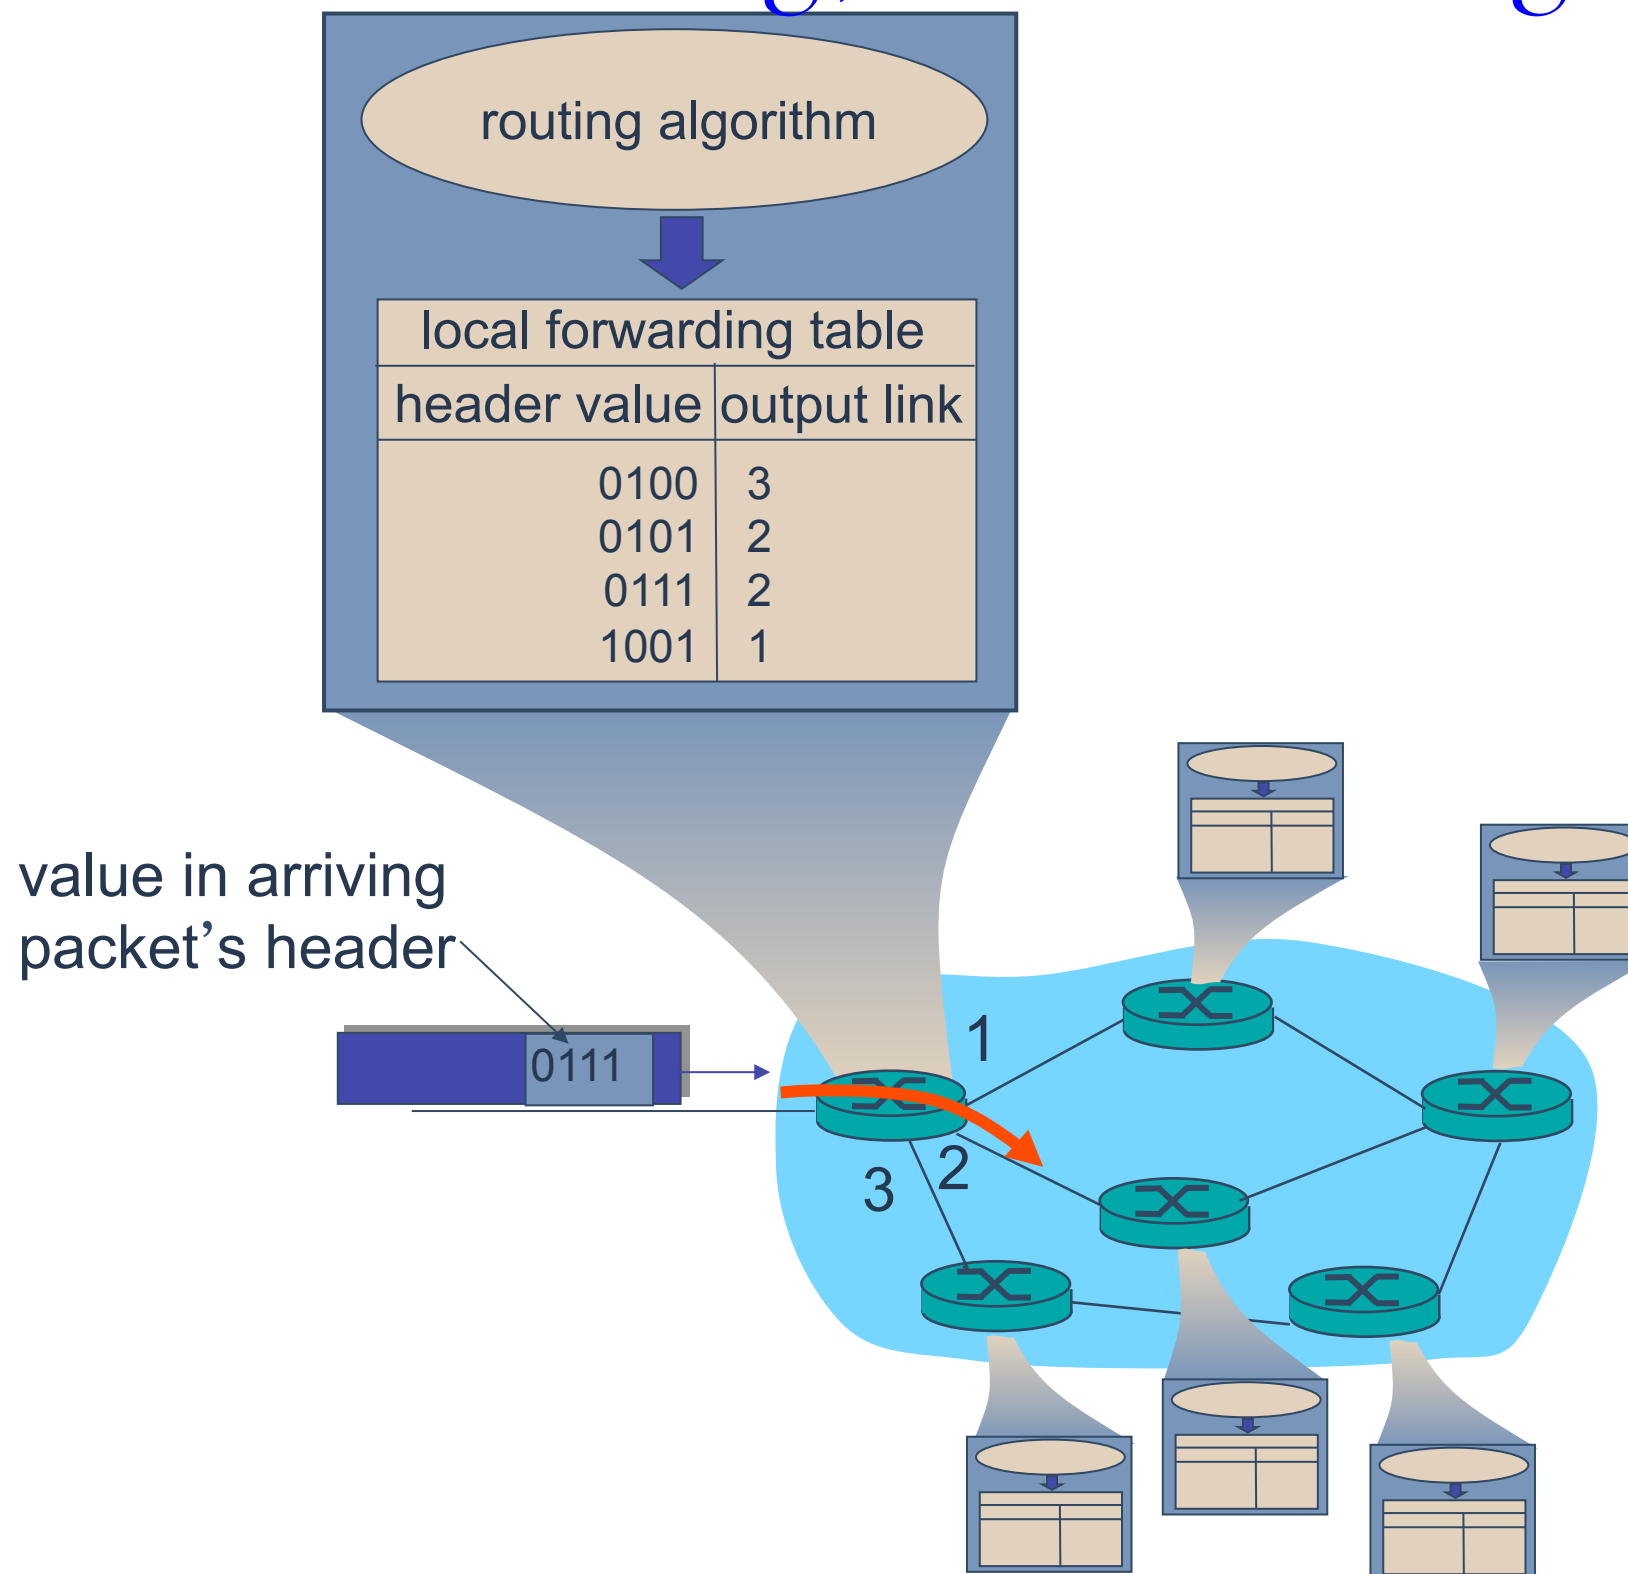 routing algorithm
local forwarding table
header value output link
0100 3
0101 2
0111 2
1001 1
value in arriving
packet’s header
0111
1
2
3